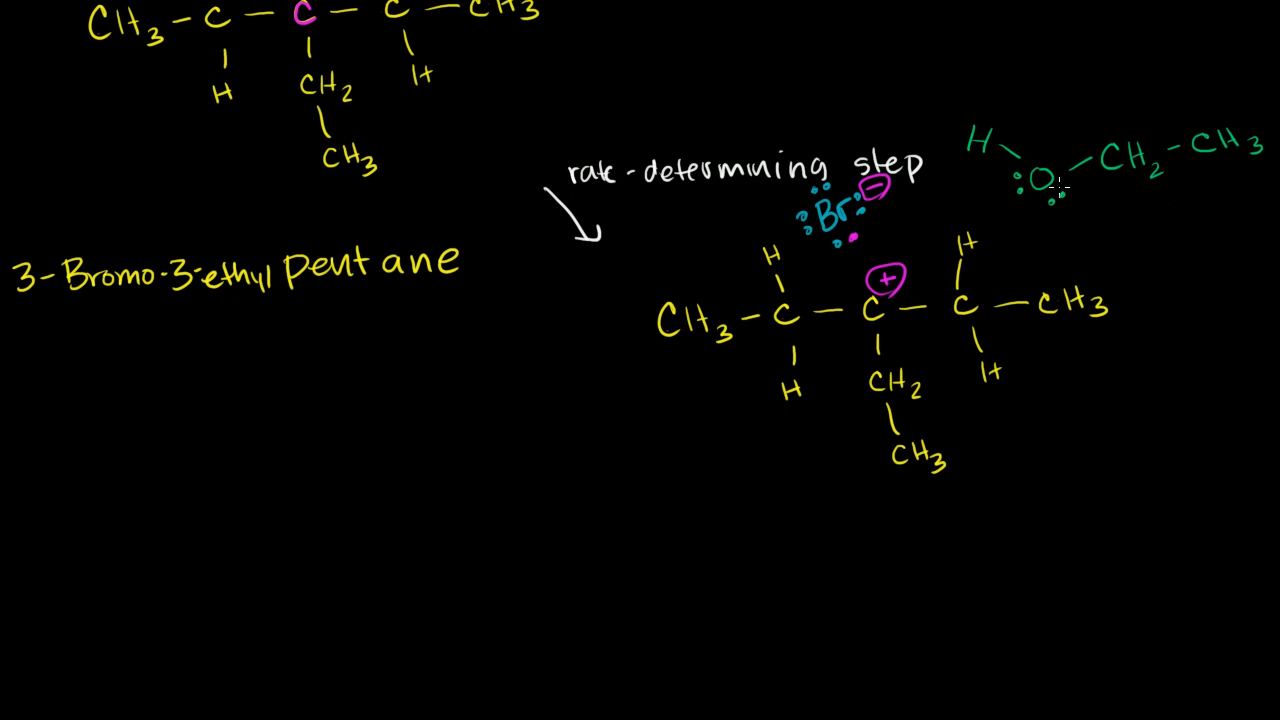 CH3 - C - C - C - CH3
H CH2 H
CH3
rate-determining step
H
O - CH2 - CH3
Br -
3-Bromo-3-ethyl pentane
H H
+
CH3 - C - C - C - CH3
H CH2 H
CH3